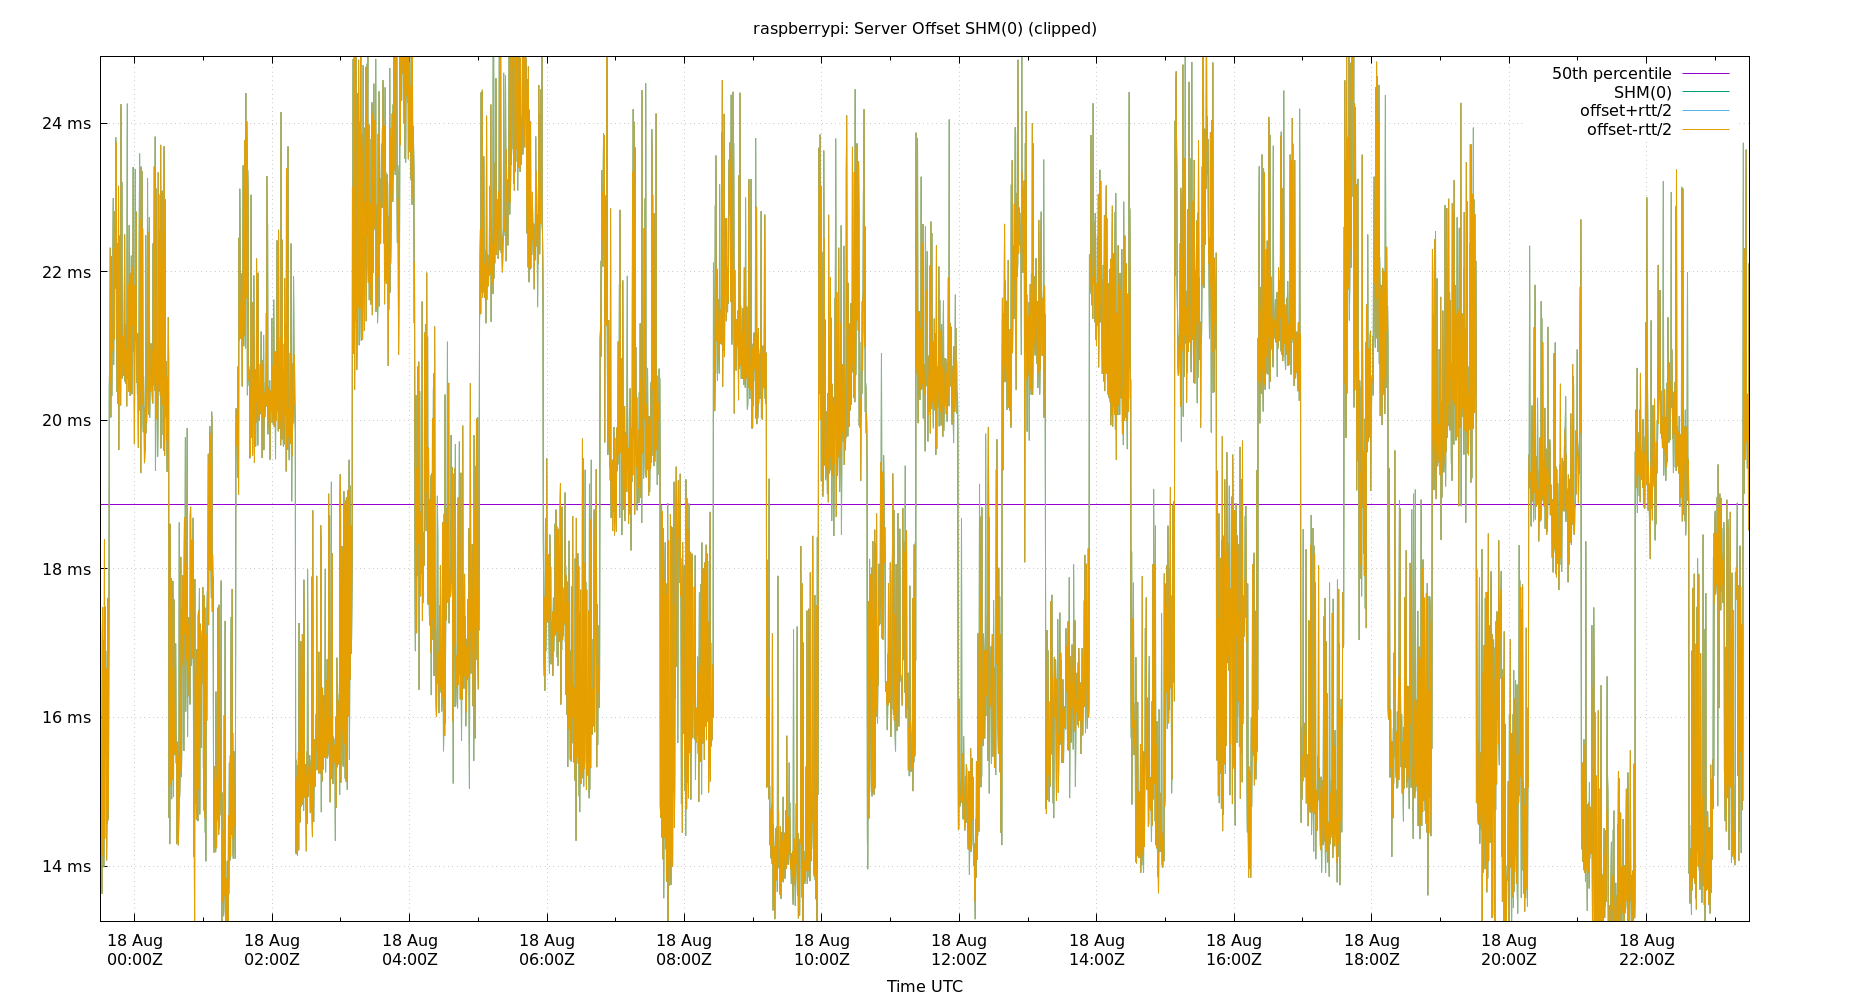 raspberrypi: Server Offset SHM(0) (clipped)
50th percentile
SHM(0)
offset+rtt/2
offset-rtt/2
24 ms
22 ms
20 ms
18 ms
16 ms
14 ms
18 Aug 18 Aug 18 Aug 18 Aug 18 Aug 18 Aug 18 Aug 18 Aug 18 Aug 18 Aug 18 Aug 18 Aug
00:00Z 02:00Z 04:00Z 06:00Z 08:00Z 10:00Z 12:00Z 14:00Z 16:00Z 18:00Z 20:00Z 22:00Z
Time UTC